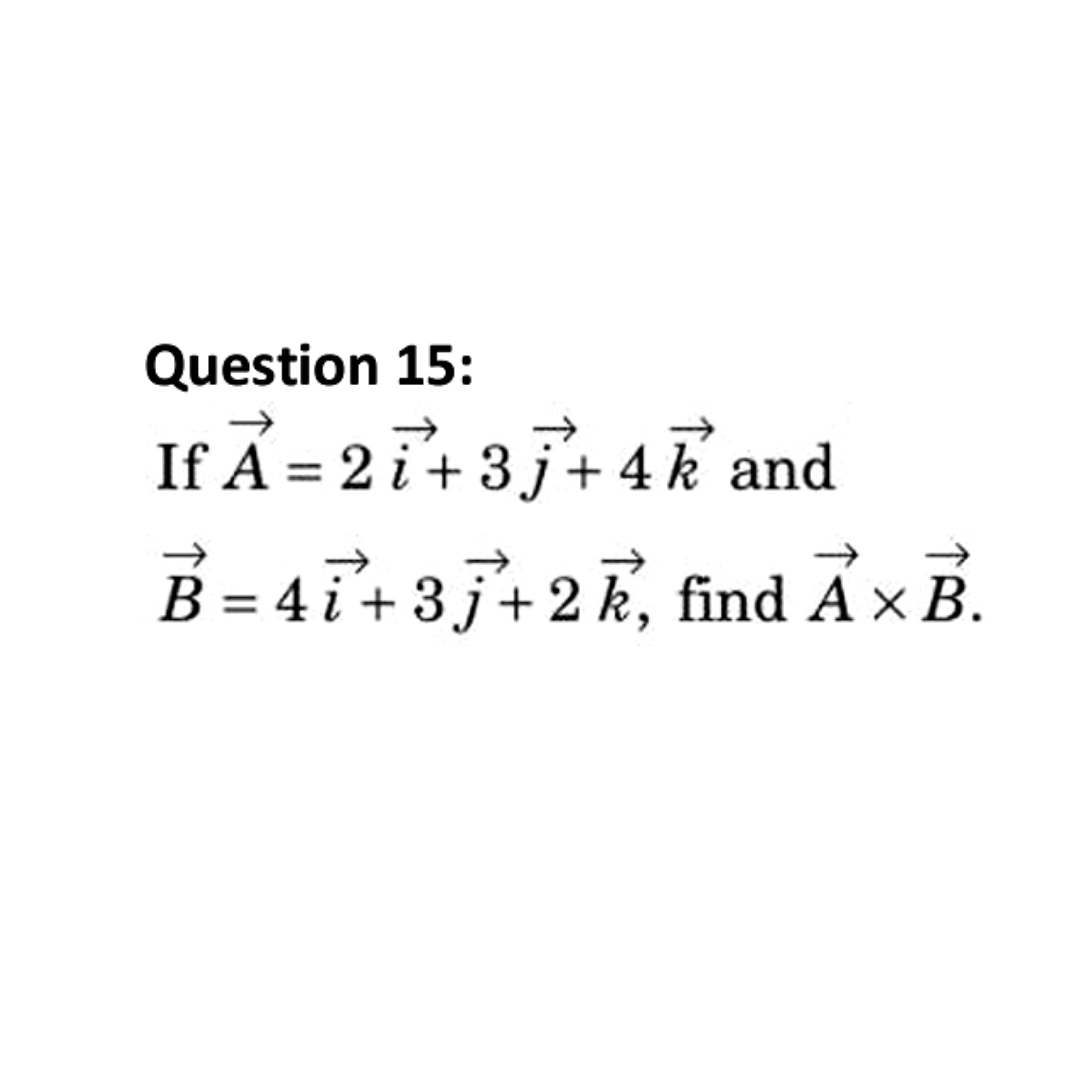 Question 15:
If \vec{A} = 2\vec{i} + 3\vec{j} + 4\vec{k} and
\vec{B} = 4\vec{i} + 3\vec{j} + 2\vec{k}, find \vec{A} × \vec{B}.